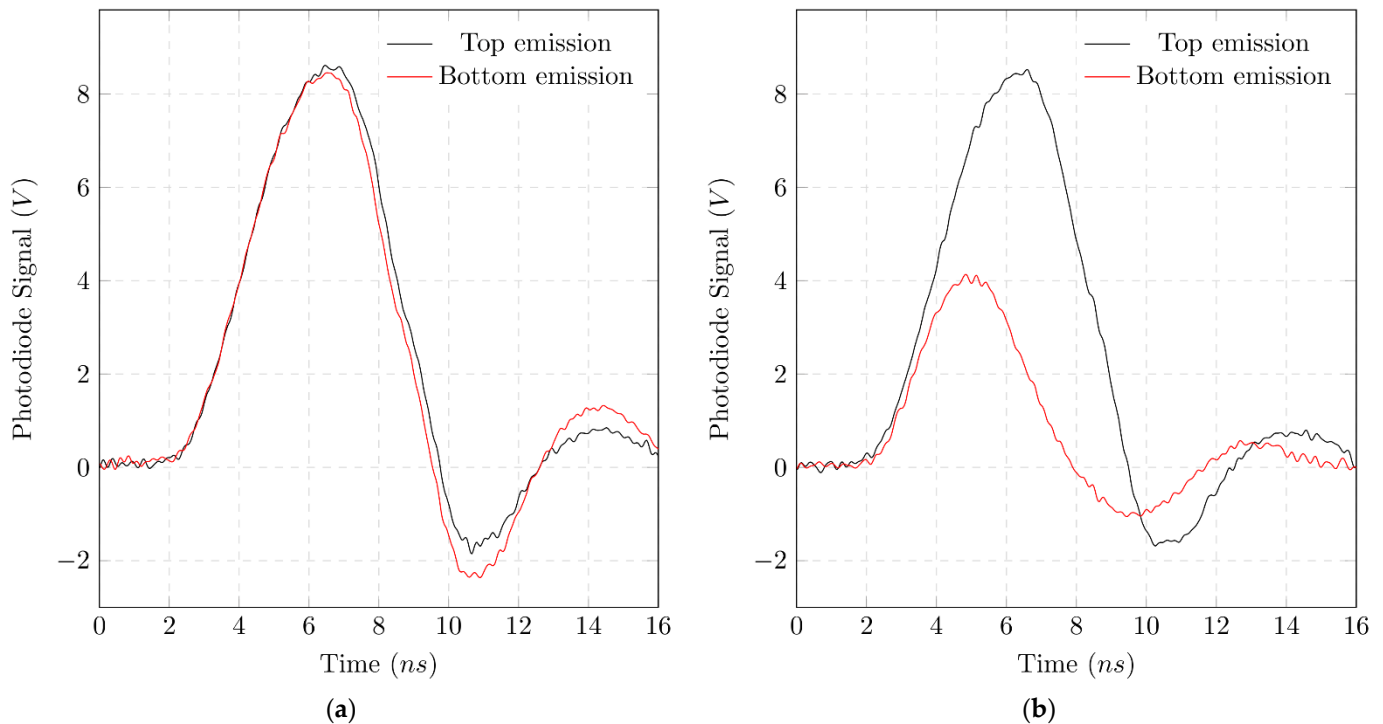 Top emission
Bottom emission
8
6
4
2
0
−2
Photodiode Signal (V)
0 2 4 6 8 10 12 14 16
Time (ns)
(a)
Top emission
Bottom emission
8
6
4
2
0
−2
Photodiode Signal (V)
0 2 4 6 8 10 12 14 16
Time (ns)
(b)